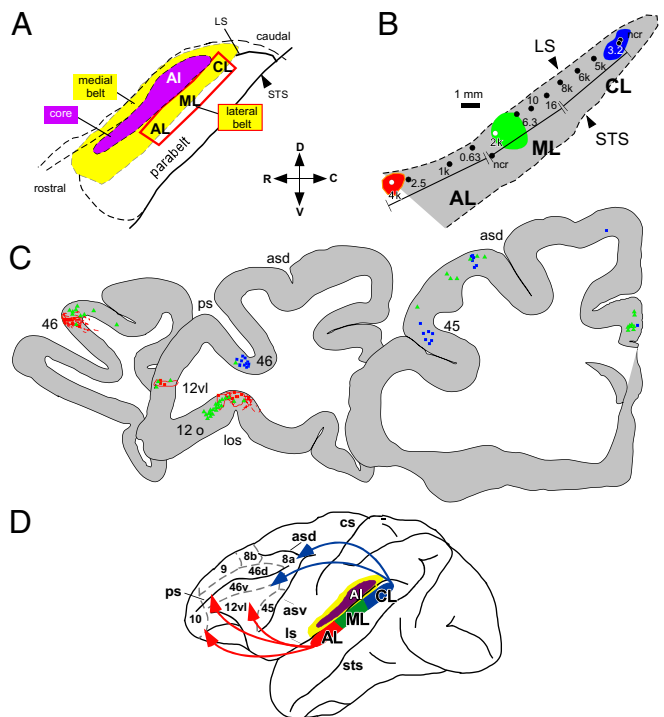 A
LS
caudal
medial
belt
AI
CL
core
ML
STS
lateral
belt
AL
parabelt
rostral
D
R
C
V
B
LS
ncr
3.2
5k
6k
8k
CL
1 mm
10
16
6.3
STS
2k
ML
0.63
ncr
1k
2.5
4k
AL
C
asd
asd
ps
46
46
45
12vl
12 o
los
D
cs
asd
8b
8a
9
46d
ps
46v
AI
CL
12vl
45
asv
ML
10
ls
AL
sts